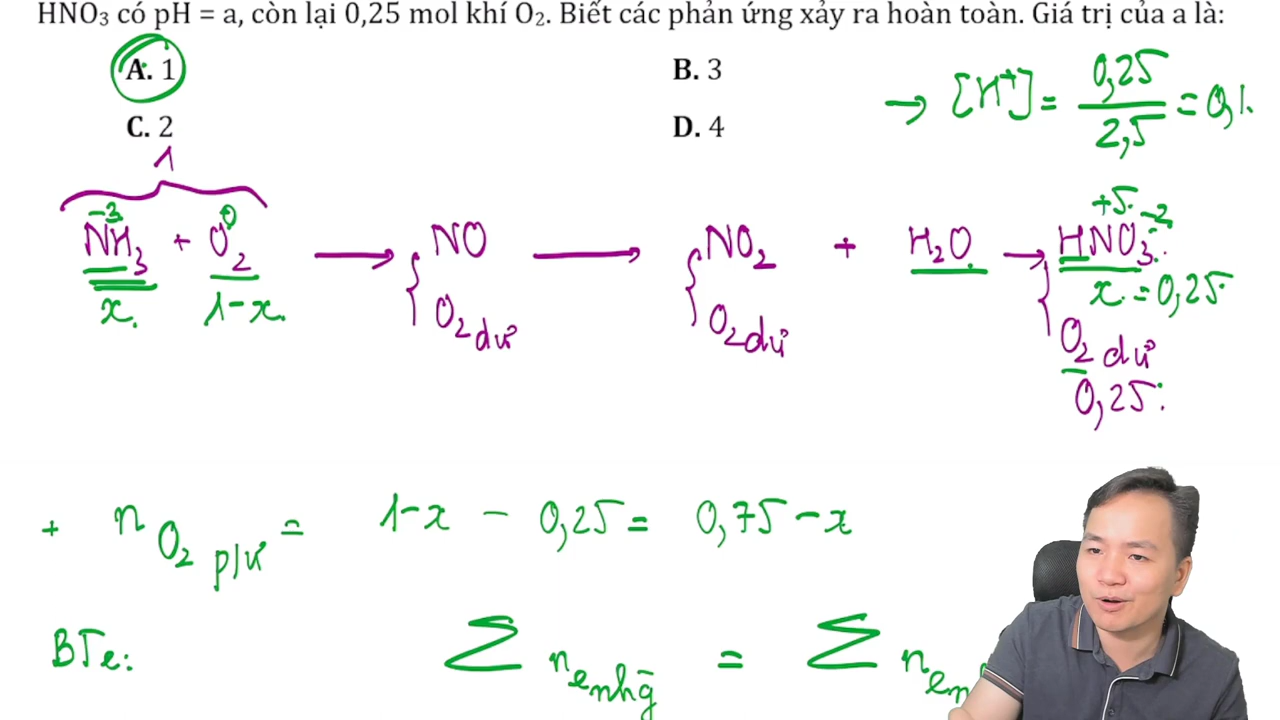 HNO₃ có pH = a, còn lại 0,25 mol khí O₂. Biết các phản ứng xảy ra hoàn toàn. Giá trị của a là:
A. 1
B. 3
C. 2
D. 4
→ [H⁺] = 0,25 / 2,5 = 0,1.
1
-3 0 +5 -2
NH₃ + O₂ → NO → NO₂ + H₂O → HNO₃
x. 1-x. x = 0,25
O₂ dư O₂ dư O₂ dư
0,25
+ n O₂ p/ư = 1-x - 0,25 = 0,75 - x
BTe: Σ n e nhg = Σ n e n